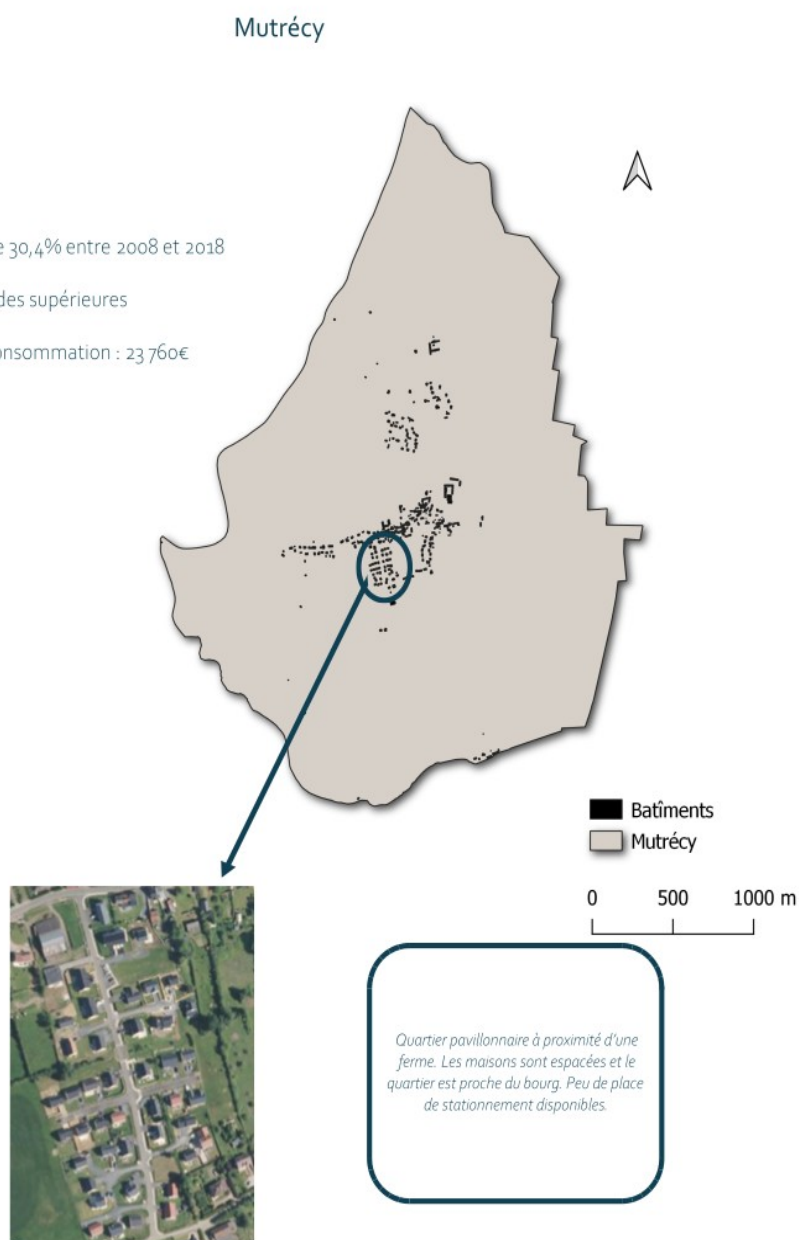 Mutrécy
30,4% entre 2008 et 2018
des supérieures
: 23 760€
Batîments
Mutrécy
0 500 1000 m
Quartier pavillonnaire à proximité d'une
ferme. Les maisons sont espacées et le
quartier est proche du bourg. Peu de place
de stationnement disponibles.